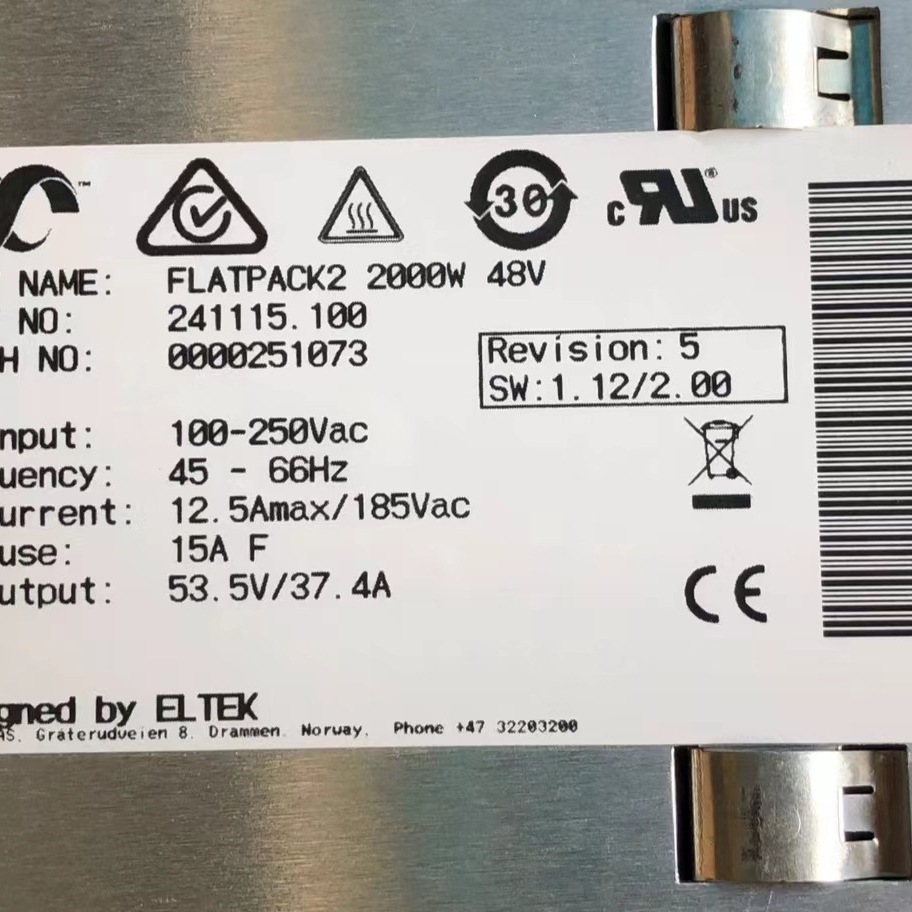 ™
30
c RU ® US
NAME: FLATPACK2 2000W 48V
NO: 241115.100
H NO: 0000251073
Revision: 5
SW:1.12/2.00
nput: 100-250Vac
uency: 45 - 66Hz
urrent: 12.5Amax/185Vac
use: 15A F
utput: 53.5V/37.4A
CE
gned by ELTEK
AS. Graterudveien 8. Drammen. Norway. Phone +47 32203200